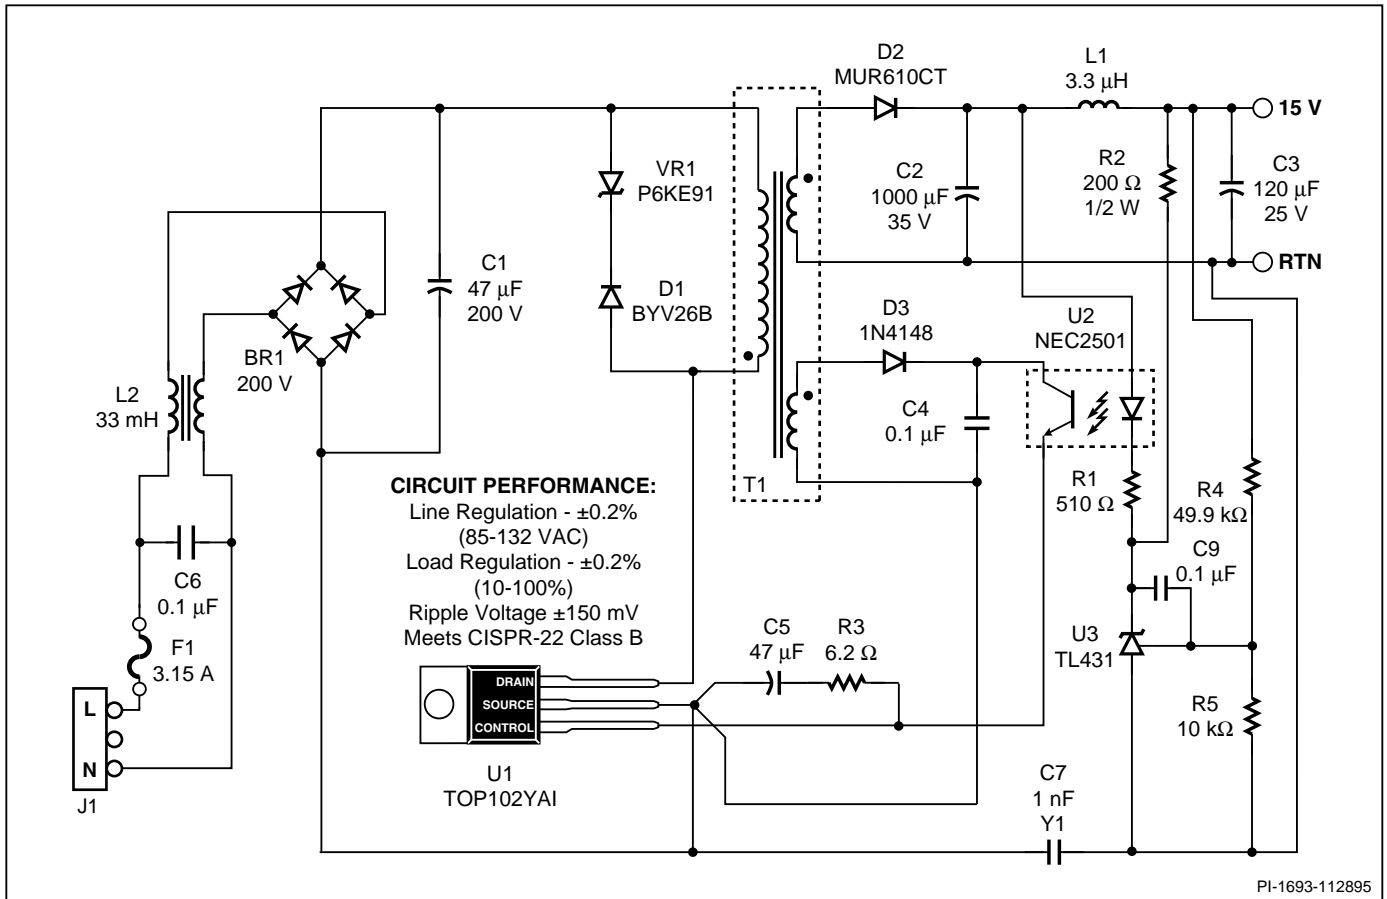 D2
MUR610CT
L1
3.3 µH
15 V
VR1
P6KE91
C2
1000 µF
35 V
R2
200 Ω
1/2 W
C3
120 µF
25 V
RTN
C1
47 µF
200 V
D1
BYV26B
D3
1N4148
U2
NEC2501
BR1
200 V
L2
33 mH
C4
0.1 µF
T1
R1
510 Ω
R4
49.9 kΩ
CIRCUIT PERFORMANCE:
Line Regulation - ±0.2%
(85-132 VAC)
Load Regulation - ±0.2%
(10-100%)
Ripple Voltage ±150 mV
Meets CISPR-22 Class B
C9
0.1 µF
C6
0.1 µF
F1
3.15 A
C5
47 µF
R3
6.2 Ω
U3
TL431
DRAIN
SOURCE
CONTROL
R5
10 kΩ
L
N
J1
U1
TOP102YAI
C7
1 nF
Y1
PI-1693-112895